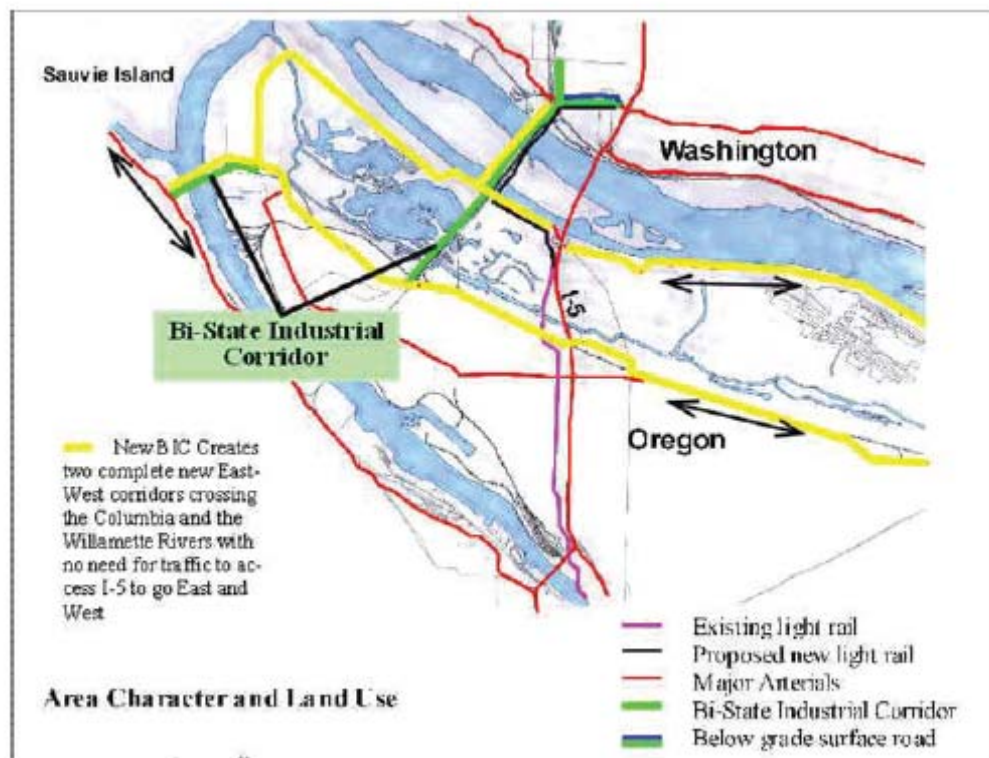 Sauvie Island
Washington
Bi-State Industrial
Corridor
I-5
Oregon
New BIC Creates
two complete new East-
West corridors crossing
the Columbia and the
Willamette Rivers with
no need for traffic to ac-
cess I-5 to go East and
West
Existing light rail
Proposed new light rail
Major Arterials
Bi-State Industrial Corridor
Below grade surface road
Area Character and Land Use